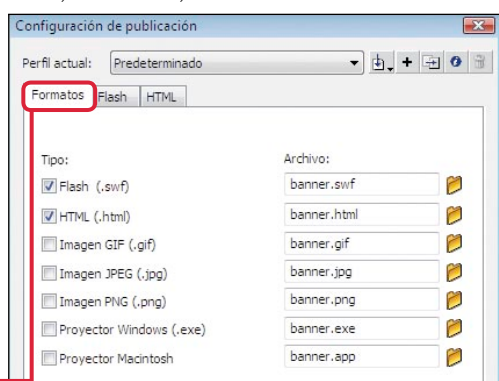 Configuración de publicación
Perfil actual: Predeterminado
Formatos Flash HTML
Tipo: Archivo:
Flash (.swf) banner.swf
HTML (.html) banner.html
Imagen GIF (.gif) banner.gif
Imagen JPEG (.jpg) banner.jpg
Imagen PNG (.png) banner.png
Proyector Windows (.exe) banner.exe
Proyector Macintosh banner.app